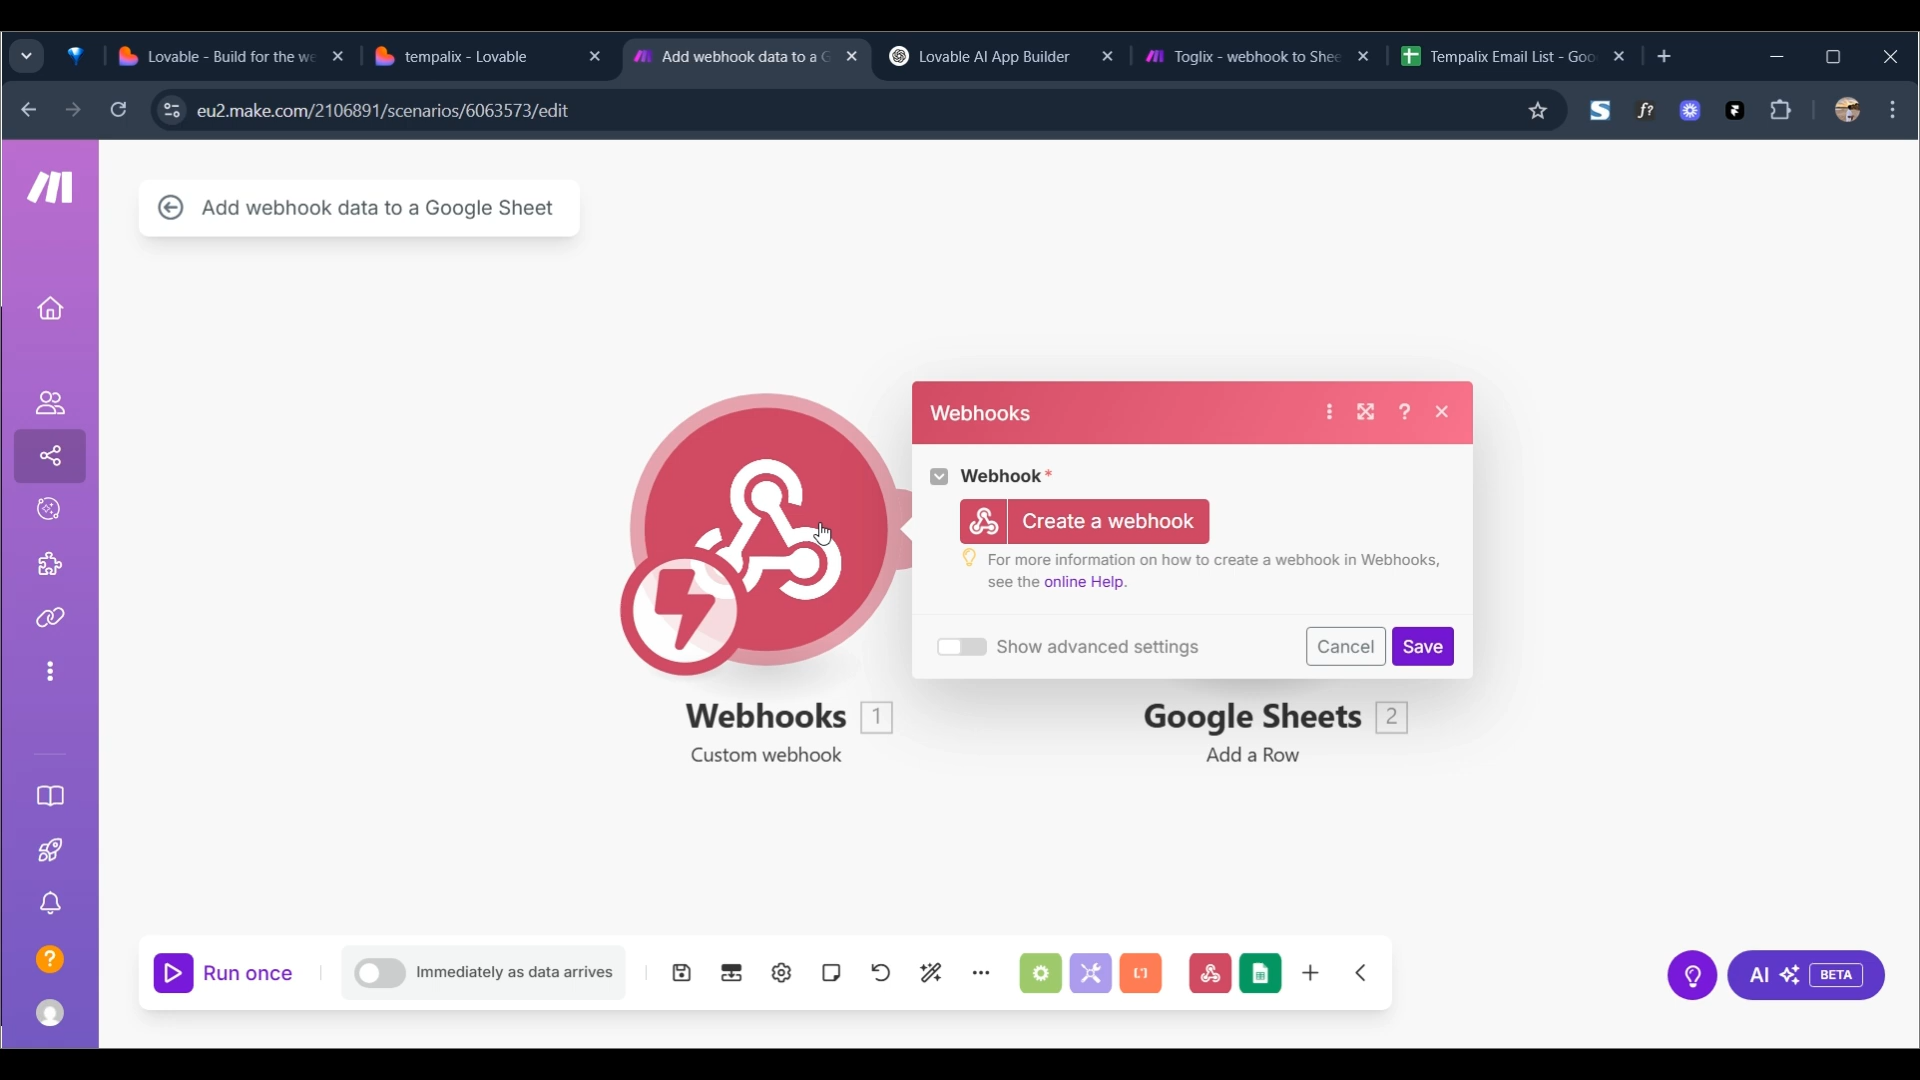 Lovable - Build for the we
tempalix - Lovable
Add webhook data to a G
Lovable AI App Builder
Toglix - webhook to Shee
Tempalix Email List - Goo
eu2.make.com/2106891/scenarios/6063573/edit
Add webhook data to a Google Sheet
Webhooks
Webhook*
Create a webhook
For more information on how to create a webhook in Webhooks,
see the online Help.
Show advanced settings
Cancel
Save
Webhooks 1
Custom webhook
Google Sheets 2
Add a Row
Run once
Immediately as data arrives
AI BETA